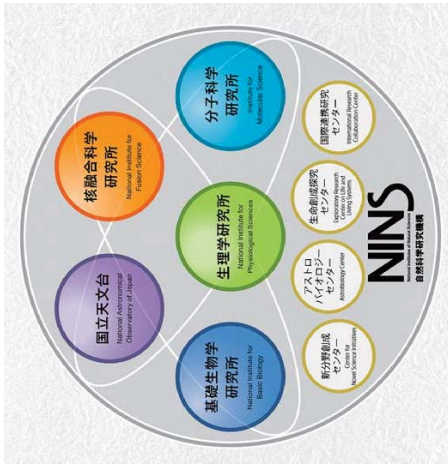 国立天文台
National Astronomical
Observatory of Japan
核融合科学
研究所
National Institute for
Fusion Science
基礎生物学
研究所
National Institute for
Basic Biology
生理学研究所
National Institute for
Physiological Sciences
分子科学
研究所
Institute for
Molecular Science
新分野創成
センター
Center for
Novel Science Initiatives
アストロ
バイオロジー
センター
Astrobiology Center
生命創成探究
センター
Exploratory Research
Center on Life and
Living Systems
国際連携研究
センター
International Research
Collaboration Center
NINS
National Institutes of Natural Sciences
自然科学研究機構